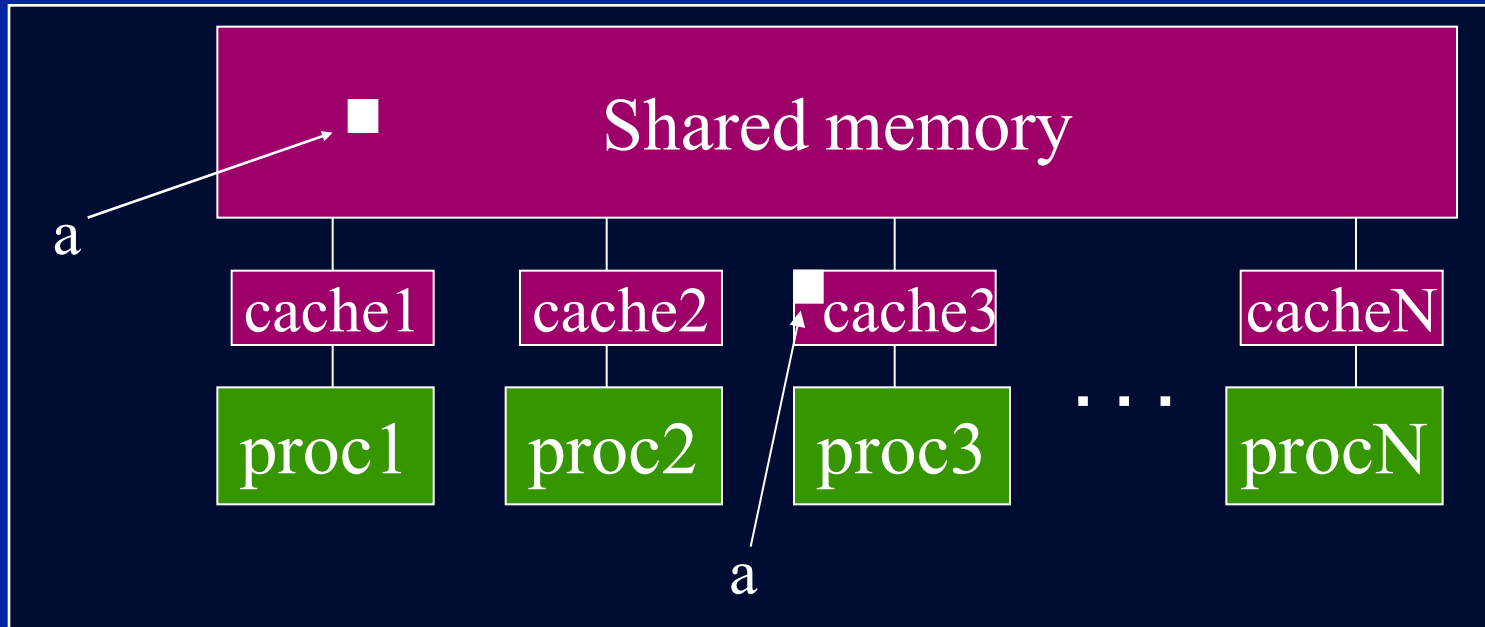 Shared memory
a
cache1 cache2 cache3 cacheN
. . .
proc1 proc2 proc3 procN
a